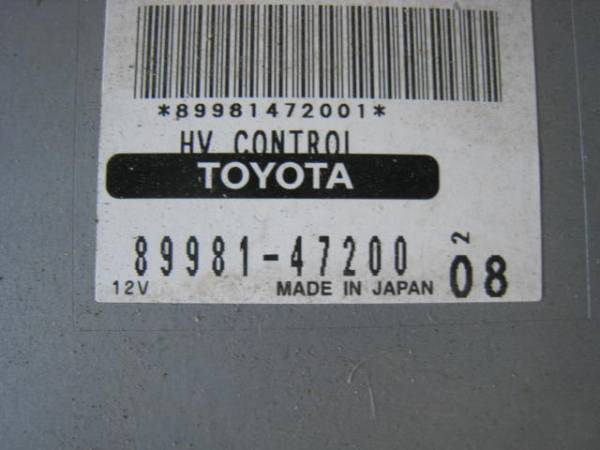 *89981472001*
HV CONTROL
TOYOTA
89981-47200 2
12V MADE IN JAPAN 08